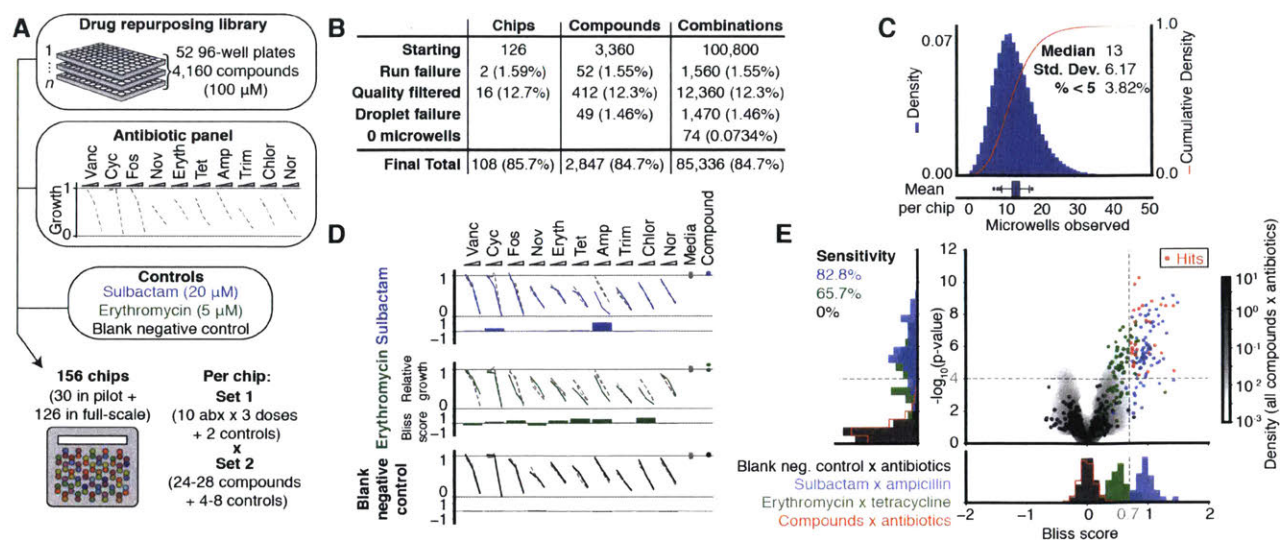 A
Drug repurposing library
1
n
52 96-well plates
4,160 compounds
(100 µM)
Antibiotic panel
Vanc
Cyc
Fos
Nov
Eryth
Tet
Amp
Trim
Chlor
Nor
Growth
1
0
Controls
Sulbactam (20 µM)
Erythromycin (5 µM)
Blank negative control
156 chips
(30 in pilot +
126 in full-scale)
Per chip:
Set 1
(10 abx x 3 doses
+ 2 controls)
x
Set 2
(24-28 compounds
+ 4-8 controls)
B
Chips Compounds Combinations
Starting 126 3,360 100,800
Run failure 2 (1.59%) 52 (1.55%) 1,560 (1.55%)
Quality filtered 16 (12.7%) 412 (12.3%) 12,360 (12.3%)
Droplet failure 49 (1.46%) 1,470 (1.46%)
0 microwells 74 (0.0734%)
Final Total 108 (85.7%) 2,847 (84.7%) 85,336 (84.7%)
C
0.07
Density
0.00
1.0
Cumulative Density
0.0
Median 13
Std. Dev. 6.17
% < 5 3.82%
Mean
per chip
0 10 20 30 40 50
Microwells observed
D
Vanc
Cyc
Fos
Nov
Eryth
Tet
Amp
Trim
Chlor
Nor
Media
Compound
Sulbactam
1
0
1
-1
Erythromycin
Relative
growth
1
0
Bliss
score
1
-1
Blank
negative
control
1
0
1
-1
E
Sensitivity
82.8%
65.7%
0%
Blank neg. control x antibiotics
Sulbactam x ampicillin
Erythromycin x tetracycline
Compounds x antibiotics
12
10
8
6
4
2
0
-log10(p-value)
Hits
10¹
10⁰
10-1
10-2
10-3
Density (all compounds x antibiotics)
-2 -1 0 0.7 1 2
Bliss score